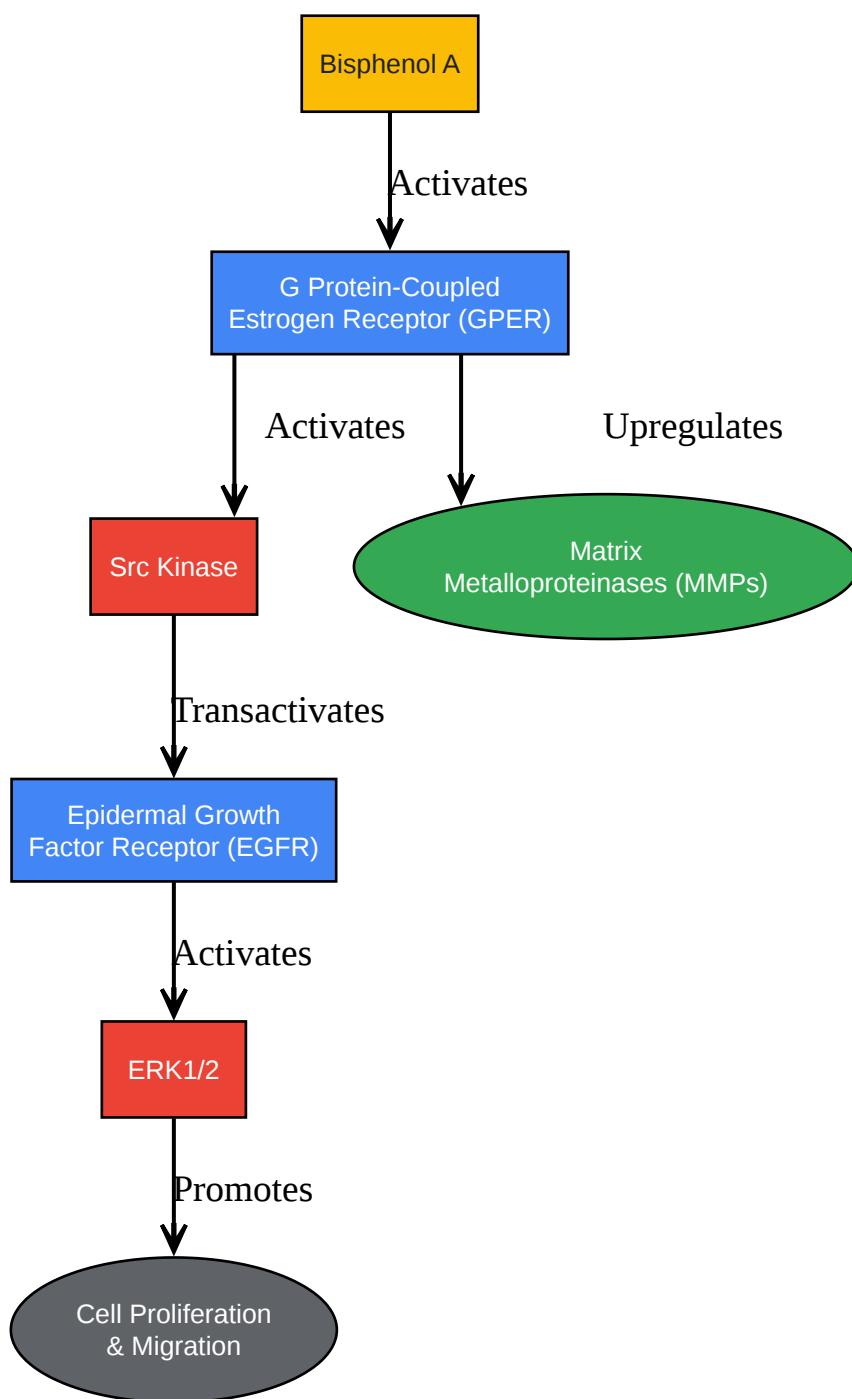 Bisphenol A
Activates
G Protein-Coupled
Estrogen Receptor (GPER)
Activates
Upregulates
Src Kinase
Matrix
Metalloproteinases (MMPs)
Transactivates
Epidermal Growth
Factor Receptor (EGFR)
Activates
ERK1/2
Promotes
Cell Proliferation
& Migration